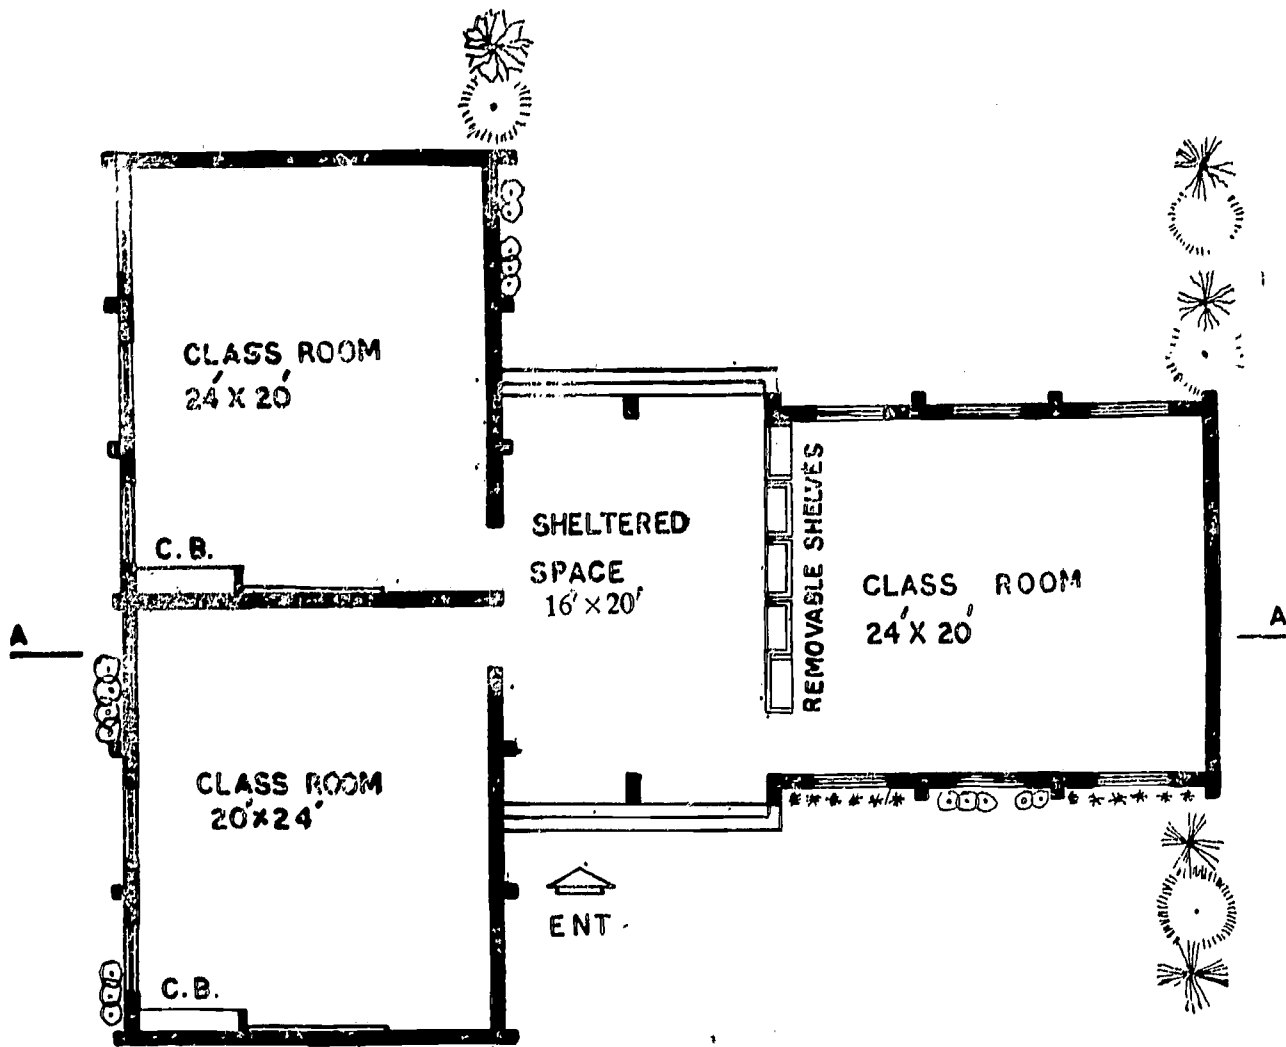 CLASS ROOM
24' X 20'
C.B.
SHELTERED
SPACE
16' × 20'
REMOVABLE SHELVES
CLASS ROOM
24' X 20'
A
A
CLASS ROOM
20' X 24'
C.B.
ENT.